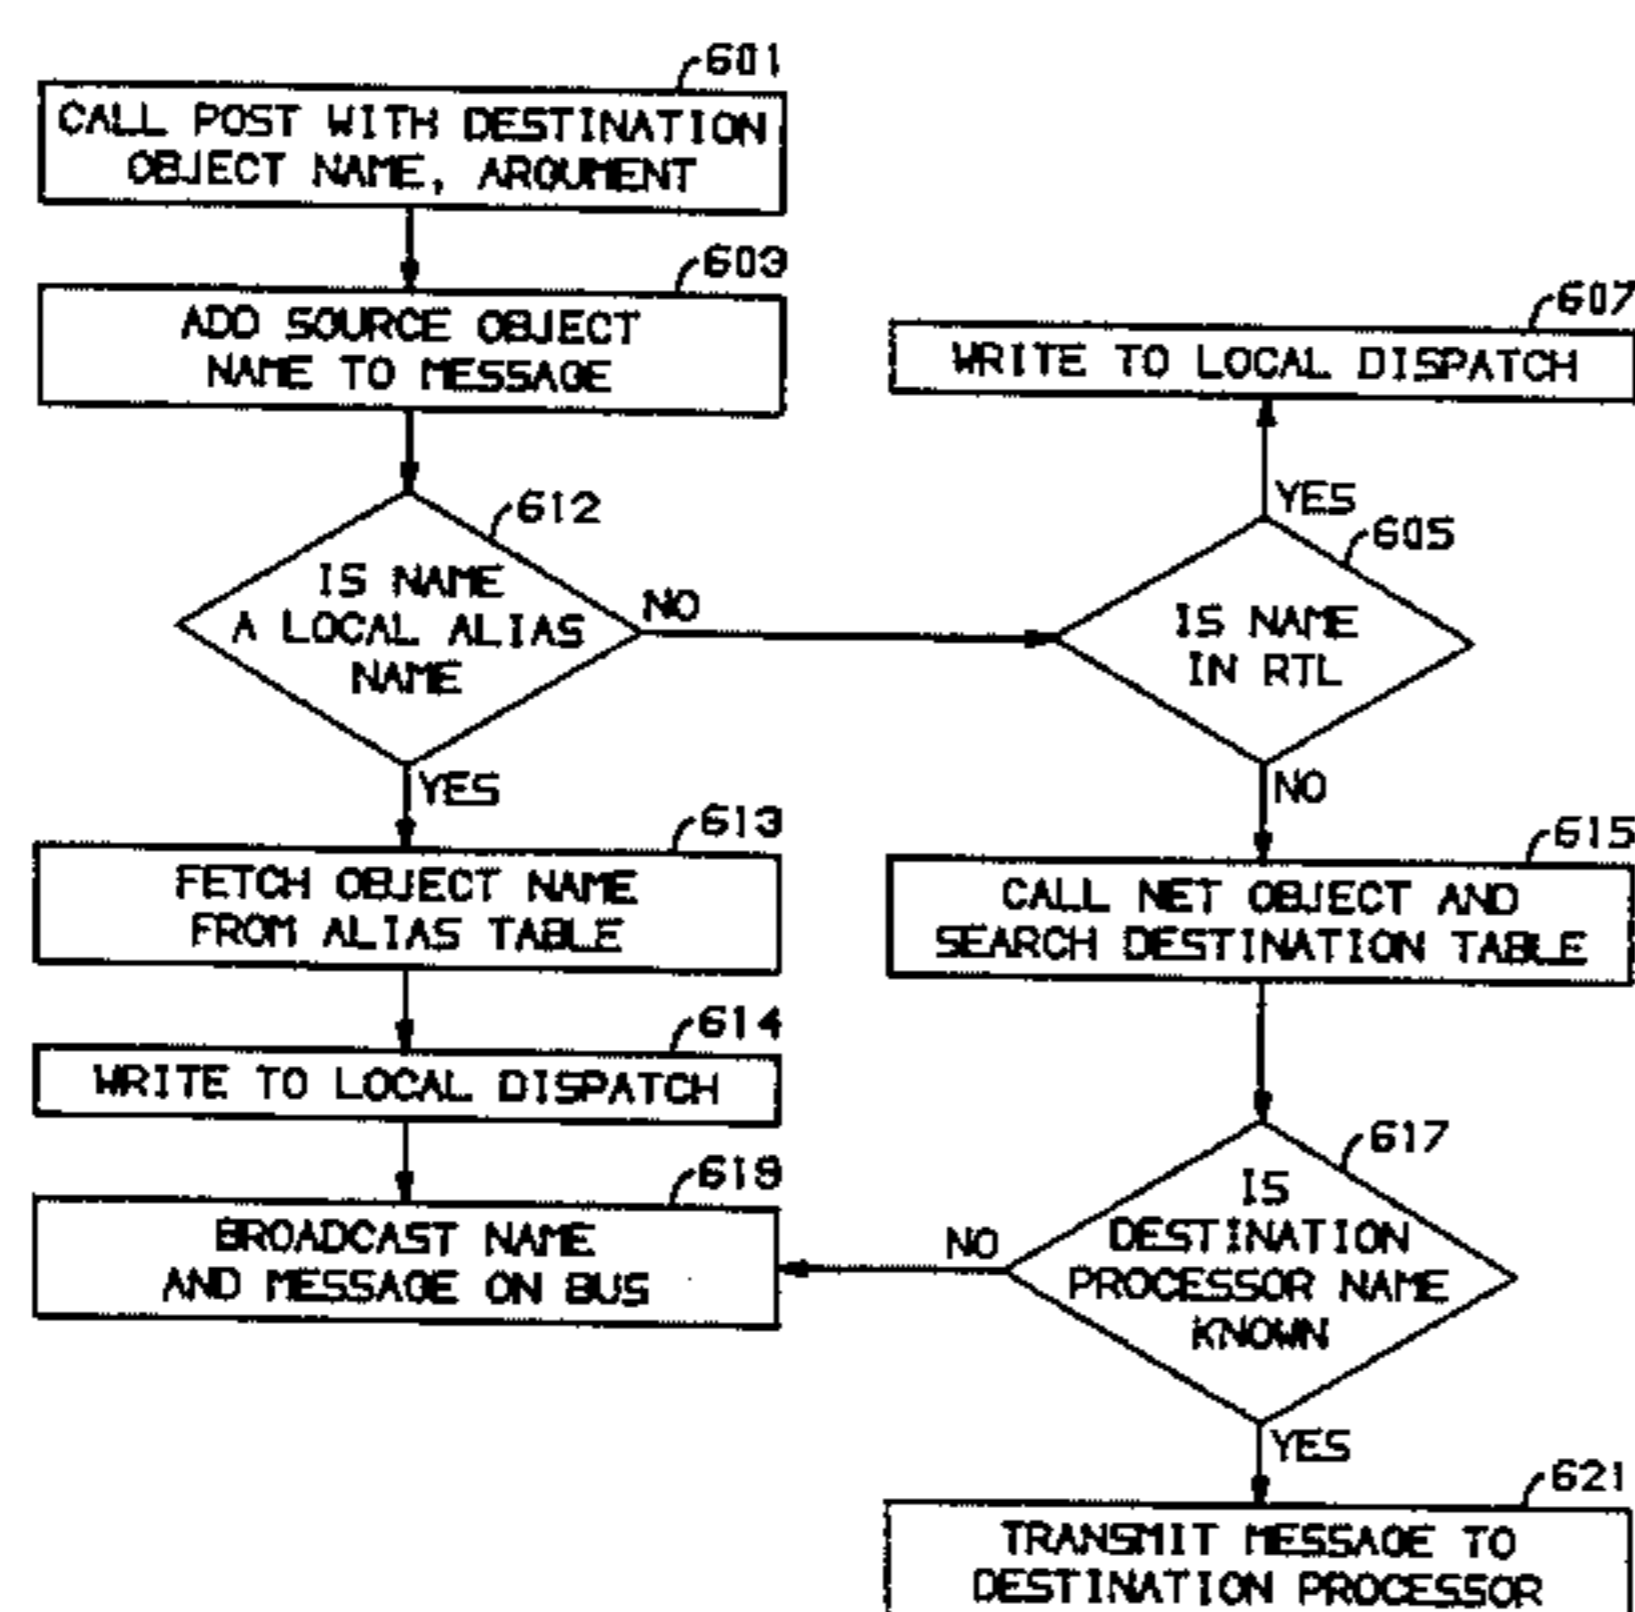 601
CALL POST WITH DESTINATION
OBJECT NAME, ARGUMENT
603
ADD SOURCE OBJECT
NAME TO MESSAGE
607
WRITE TO LOCAL DISPATCH
YES
612
IS NAME
A LOCAL ALIAS
NAME
NO
605
IS NAME
IN RTL
YES
NO
613
FETCH OBJECT NAME
FROM ALIAS TABLE
615
CALL NET OBJECT AND
SEARCH DESTINATION TABLE
614
WRITE TO LOCAL DISPATCH
619
BROADCAST NAME
AND MESSAGE ON BUS
617
IS
DESTINATION
PROCESSOR NAME
KNOWN
NO
YES
621
TRANSMIT MESSAGE TO
DESTINATION PROCESSOR